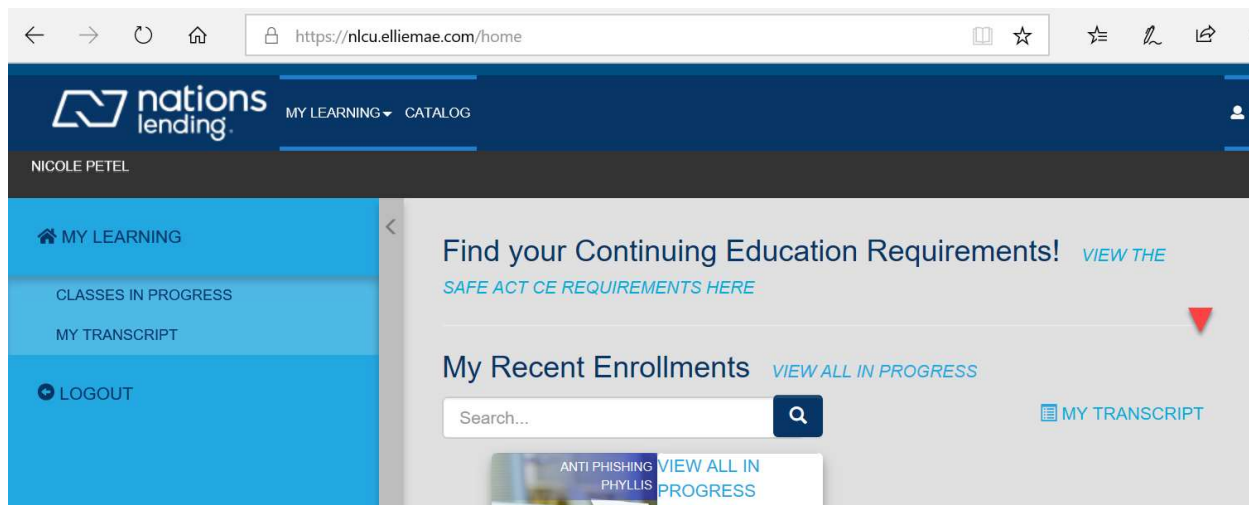 https://nlcu.elliemae.com/home
nations
lending.
MY LEARNING CATALOG
NICOLE PETEL
MY LEARNING
CLASSES IN PROGRESS
MY TRANSCRIPT
LOGOUT
Find your Continuing Education Requirements! VIEW THE
SAFE ACT CE REQUIREMENTS HERE
My Recent Enrollments VIEW ALL IN PROGRESS
Search...
MY TRANSCRIPT
ANTI PHISHING
PHYLLIS
VIEW ALL IN
PROGRESS